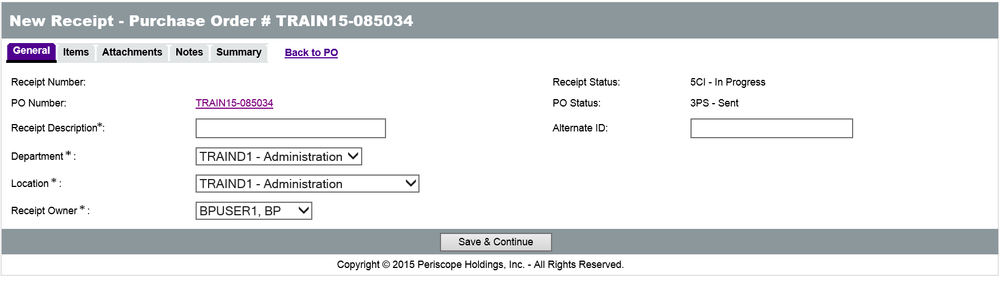 New Receipt - Purchase Order # TRAIN15-085034
General Items Attachments Notes Summary Back to PO
Receipt Number: Receipt Status: 5CI - In Progress
PO Number: TRAIN15-085034 PO Status: 3PS - Sent
Receipt Description*: Alternate ID:
Department * : TRAIND1 - Administration
Location * : TRAIND1 - Administration
Receipt Owner * : BPUSER1, BP
Save & Continue
Copyright © 2015 Periscope Holdings, Inc. - All Rights Reserved.